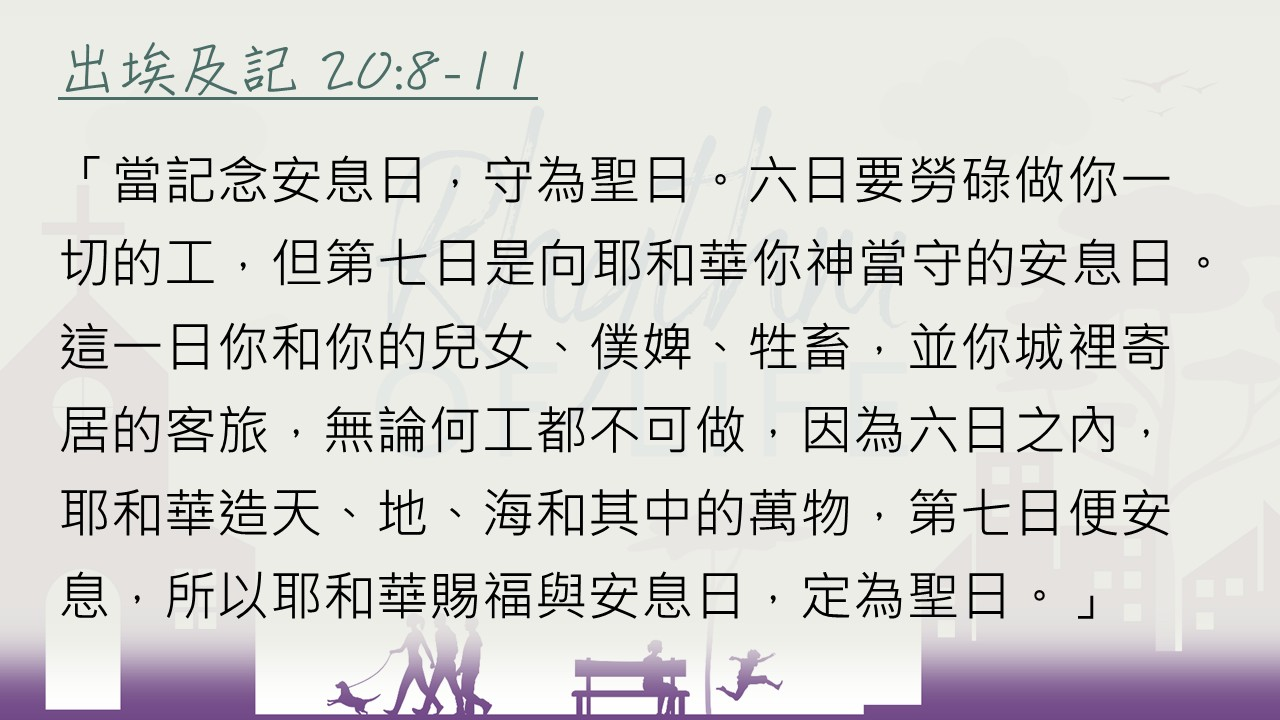 出埃及記 20:8-11
「當記念安息日，守為聖日。六日要勞碌做你一
切的工，但第七日是向耶和華你神當守的安息日。
這一日你和你的兒女、僕婢、牲畜，並你城裡寄
居的客旅，無論何工都不可做，因為六日之內，
耶和華造天、地、海和其中的萬物，第七日便安
息，所以耶和華賜福與安息日，定為聖日。」
Rhythm
OF LIFE